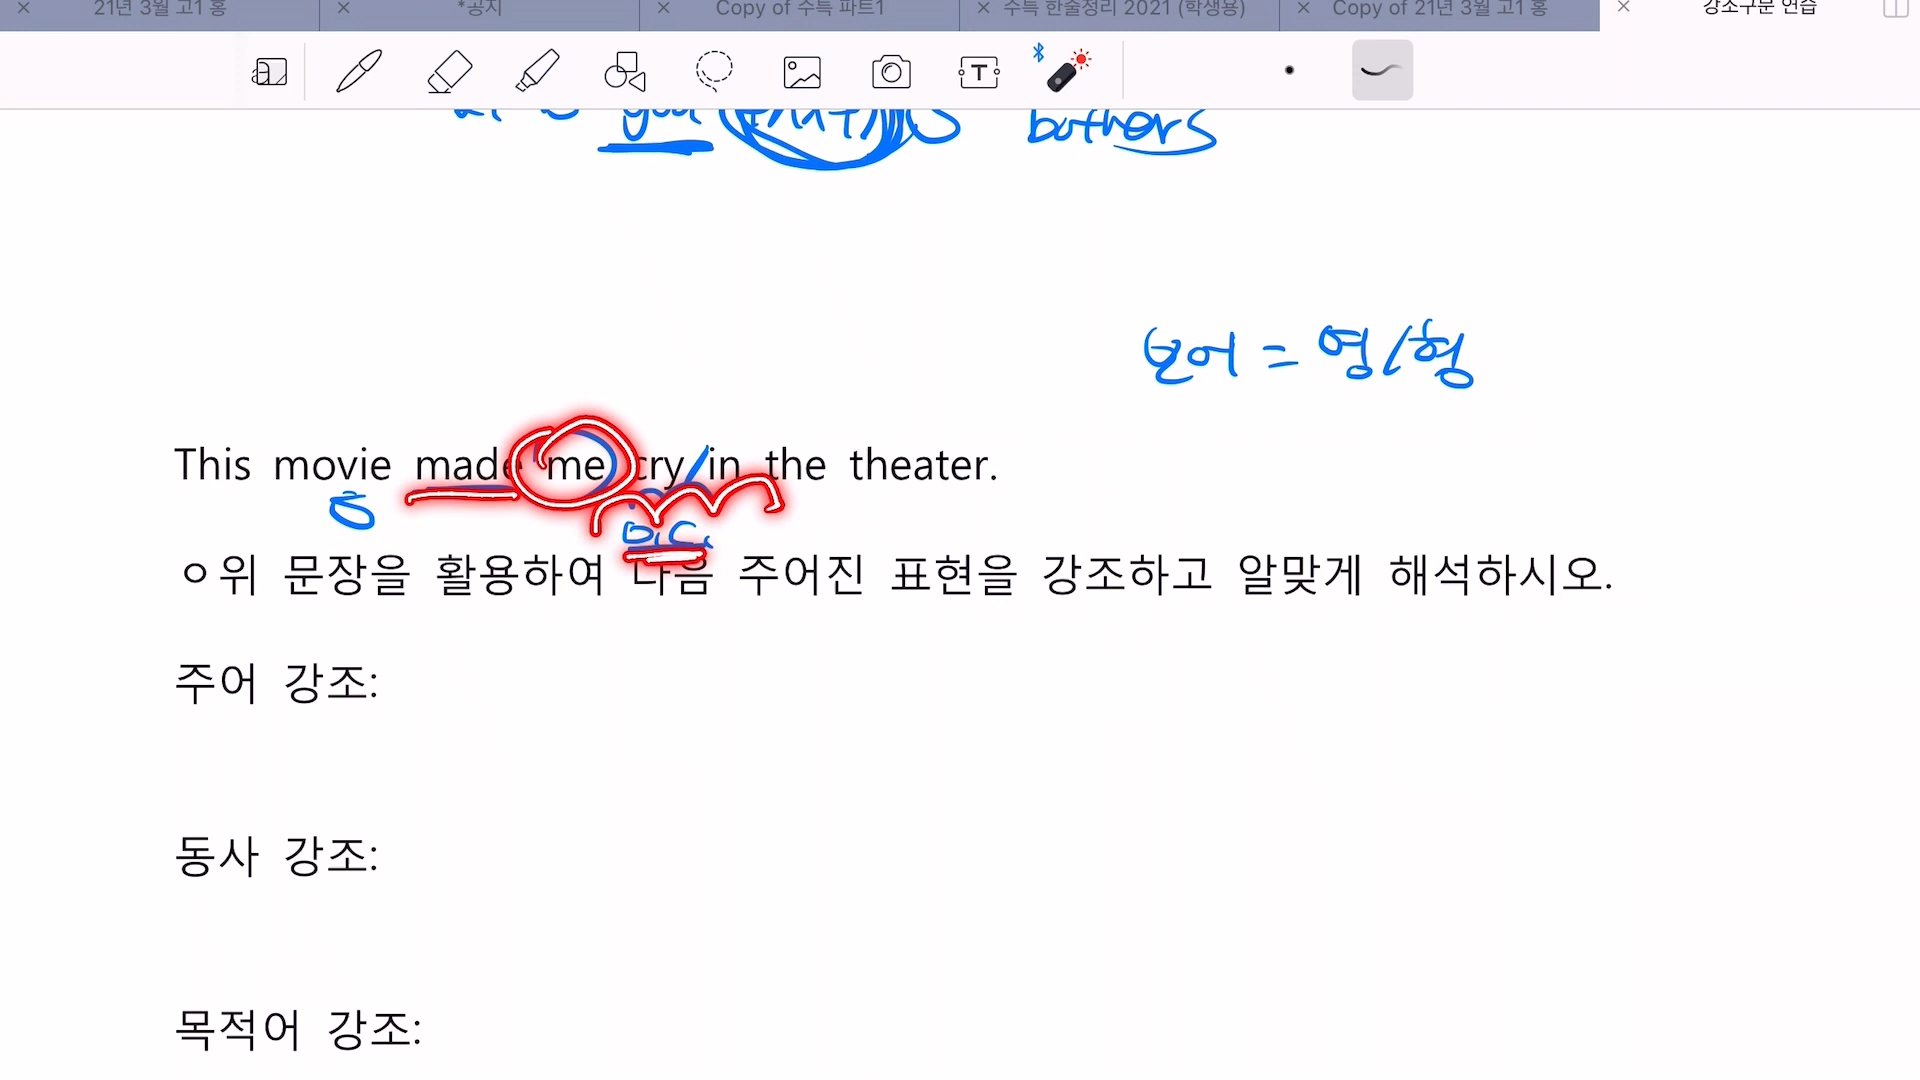 21년 3월 고1 홍 *공지 Copy of 수특 파트1 수특 한술정리 2021 (학생용) Copy of 21년 3월 고1 홍 강조구문 연습
T
bothers
보어 = 명/형
This movie made me cry/in the theater.
S
O.C.
ㅇ위 문장을 활용하여 다음 주어진 표현을 강조하고 알맞게 해석하시오.
주어 강조:
동사 강조:
목적어 강조: